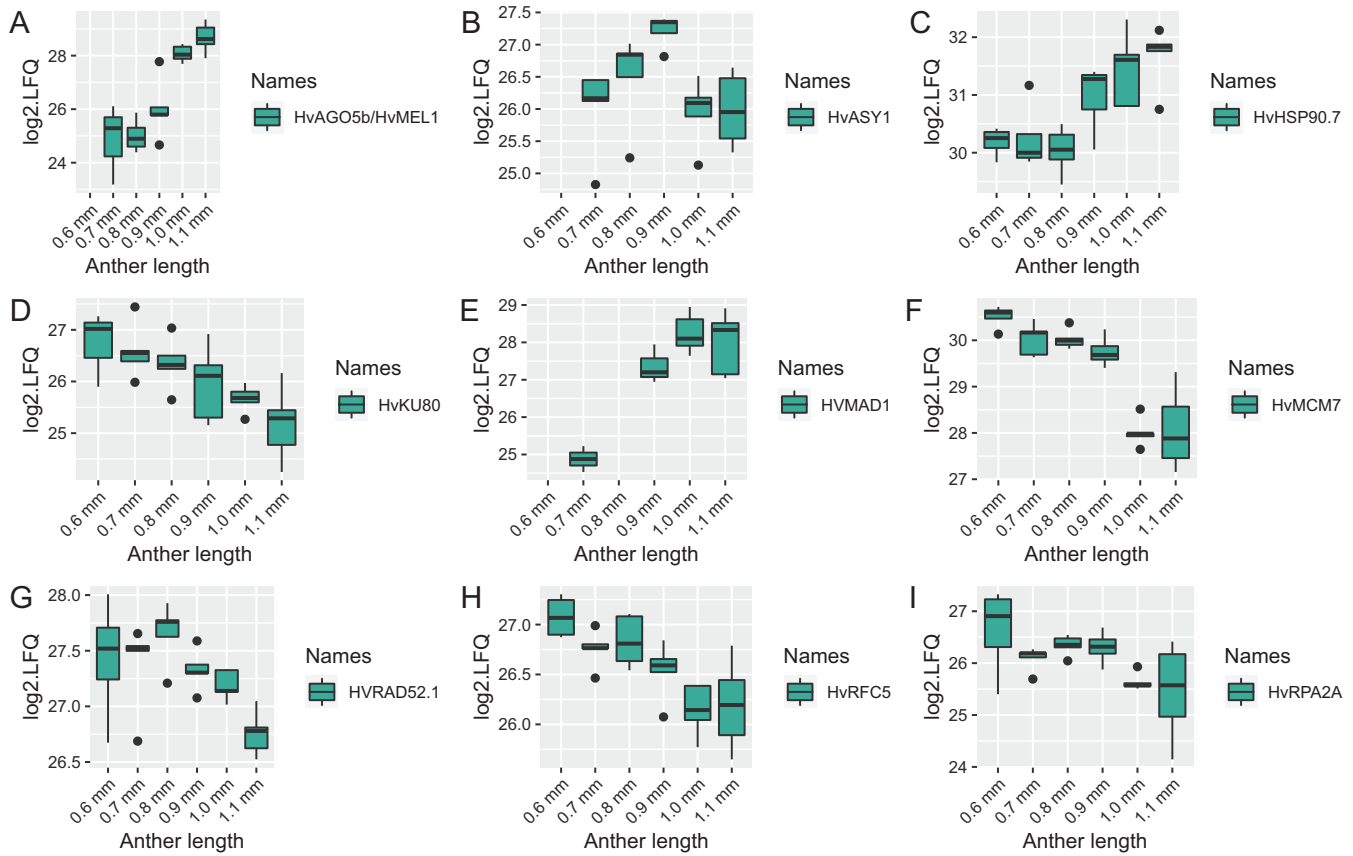 A
log2.LFQ
28
26
24
0.6 mm
0.7 mm
0.8 mm
0.9 mm
1.0 mm
1.1 mm
Anther length
Names
HvAGO5b/HvMEL1
B
log2.LFQ
27.5
27.0
26.5
26.0
25.5
25.0
0.6 mm
0.7 mm
0.8 mm
0.9 mm
1.0 mm
1.1 mm
Anther length
Names
HvASY1
C
log2.LFQ
32
31
30
0.6 mm
0.7 mm
0.8 mm
0.9 mm
1.0 mm
1.1 mm
Anther length
Names
HvHSP90.7
D
log2.LFQ
27
26
25
0.6 mm
0.7 mm
0.8 mm
0.9 mm
1.0 mm
1.1 mm
Anther length
Names
HvKU80
E
log2.LFQ
29
28
27
26
25
0.6 mm
0.7 mm
0.8 mm
0.9 mm
1.0 mm
1.1 mm
Anther length
Names
HVMAD1
F
log2.LFQ
30
29
28
27
0.6 mm
0.7 mm
0.8 mm
0.9 mm
1.0 mm
1.1 mm
Anther length
Names
HvMCM7
G
log2.LFQ
28.0
27.5
27.0
26.5
0.6 mm
0.7 mm
0.8 mm
0.9 mm
1.0 mm
1.1 mm
Anther length
Names
HVRAD52.1
H
log2.LFQ
27.0
26.5
26.0
0.6 mm
0.7 mm
0.8 mm
0.9 mm
1.0 mm
1.1 mm
Anther length
Names
HvRFC5
I
log2.LFQ
27
26
25
24
0.6 mm
0.7 mm
0.8 mm
0.9 mm
1.0 mm
1.1 mm
Anther length
Names
HvRPA2A